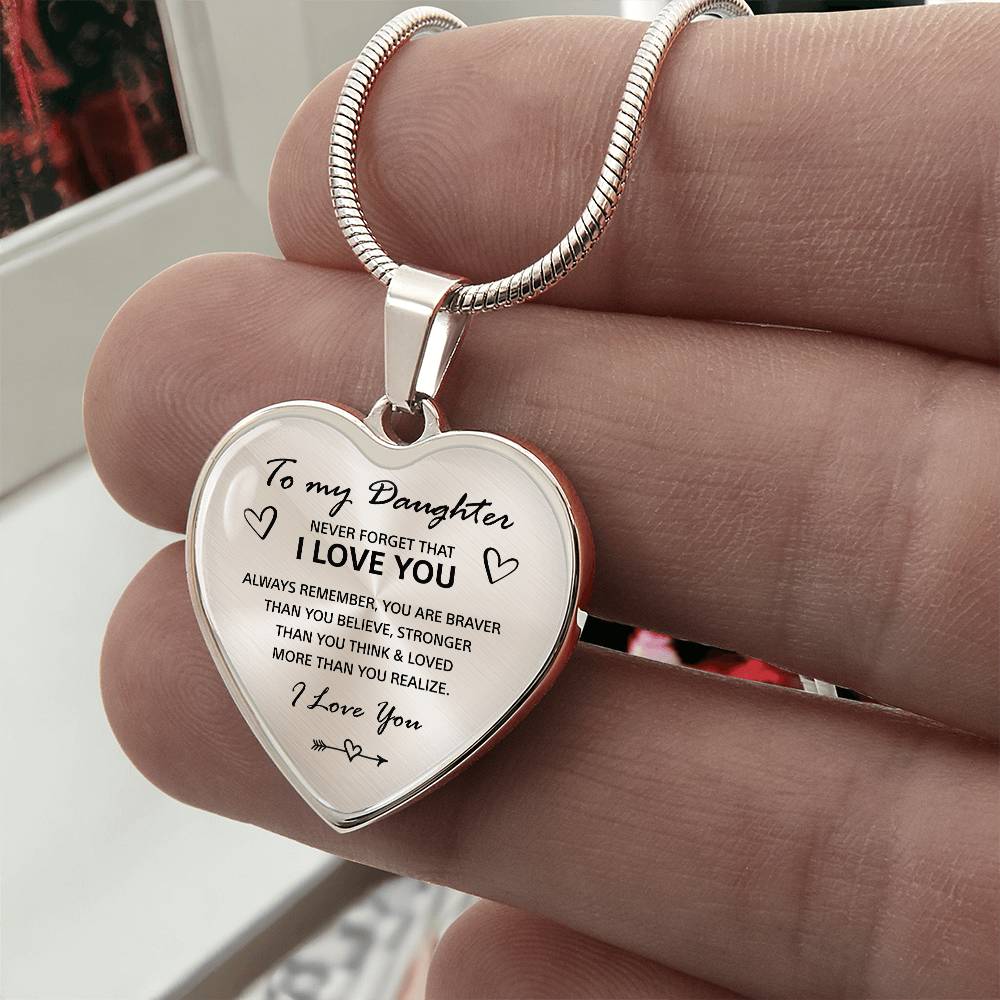 To my Daughter
NEVER FORGET THAT
I LOVE YOU
ALWAYS REMEMBER, YOU ARE BRAVER
THAN YOU BELIEVE, STRONGER
THAN YOU THINK & LOVED
MORE THAN YOU REALIZE.
I Love You